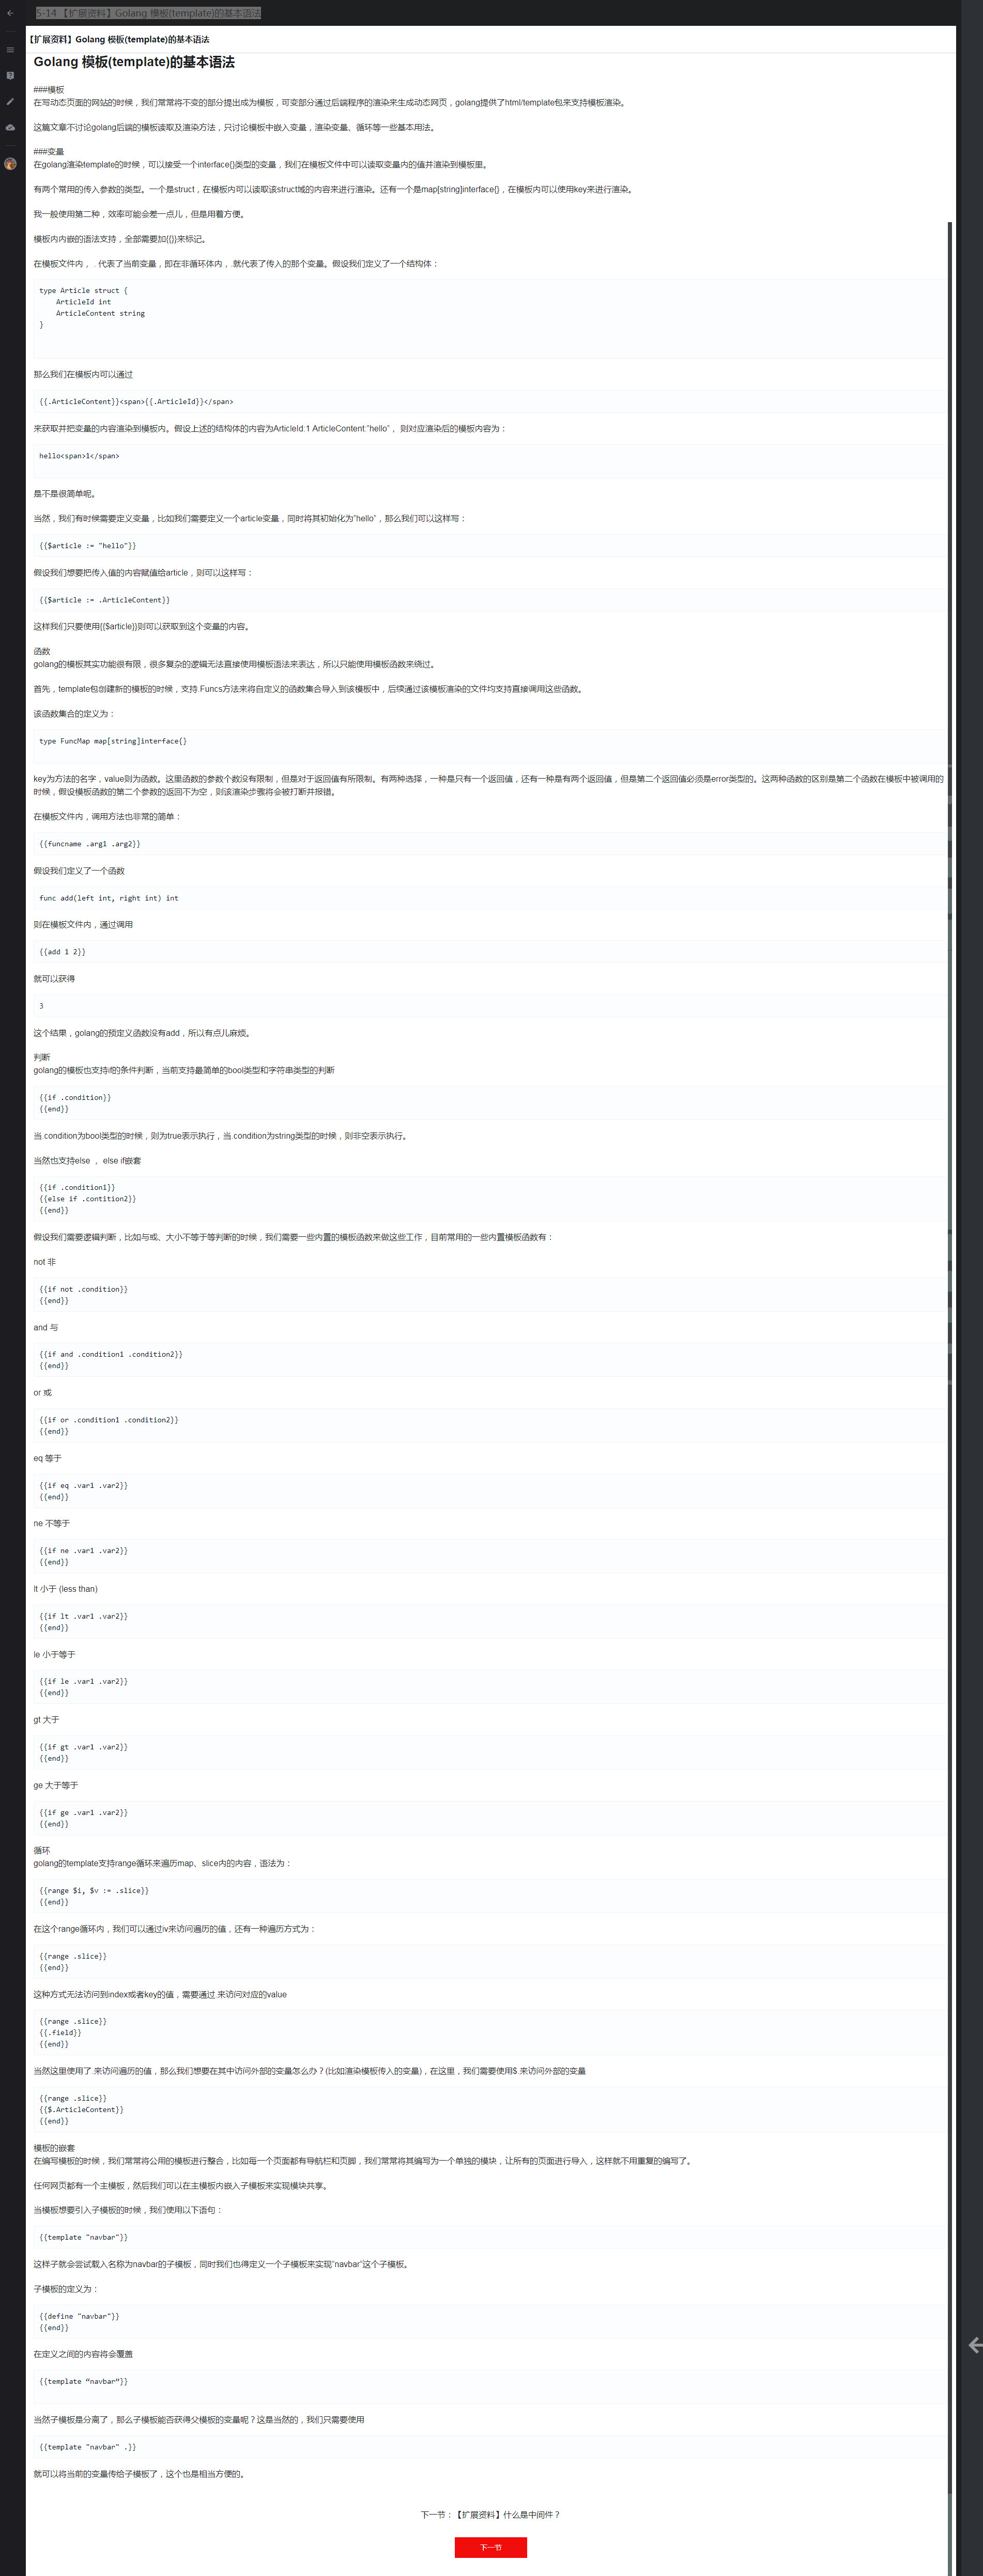 5-14 【扩展资料】Golang 模板(template)的基本语法
【扩展资料】Golang 模板(template)的基本语法
Golang 模板(template)的基本语法
###模板
在写动态页面的网站的时候，我们常常将不变的部分提出成为模板，可变部分通过后端程序的渲染来生成动态网页，golang提供了html/template包来支持模板渲染。
这篇文章不讨论golang后端的模板读取及渲染方法，只讨论模板中嵌入变量，渲染变量、循环等一些基本用法。
###变量
在golang渲染template的时候，可以接受一个interface{}类型的变量，我们在模板文件中可以读取变量内的值并渲染到模板里。
有两个常用的传入参数的类型。一个是struct，在模板内可以读取该struct域的内容来进行渲染。还有一个是map[string]interface{}，在模板内可以使用key来进行渲染。
我一般使用第二种，效率可能会差一点儿，但是用着方便。
模板内内嵌的语法支持，全部需要加{{}}来标记。
在模板文件内， . 代表了当前变量，即在非循环体内，.就代表了传入的那个变量。假设我们定义了一个结构体：
type Article struct {
    ArticleId int
    ArticleContent string
}
那么我们在模板内可以通过
{{.ArticleContent}}<span>{{.ArticleId}}</span>
来获取并把变量的内容渲染到模板内。假设上述的结构体的内容为ArticleId:1 ArticleContent:”hello”， 则对应渲染后的模板内容为：
hello<span>1</span>
是不是很简单呢。
当然，我们有时候需要定义变量，比如我们需要定义一个article变量，同时将其初始化为”hello”，那么我们可以这样写：
{{$article := "hello"}}
假设我们想要把传入值的内容赋值给article，则可以这样写：
{{$article := .ArticleContent}}
这样我们只要使用{{$article}}则可以获取到这个变量的内容。
函数
golang的模板其实功能很有限，很多复杂的逻辑无法直接使用模板语法来表达，所以只能使用模板函数来绕过。
首先，template包创建新的模板的时候，支持.Funcs方法来将自定义的函数集合导入到该模板中，后续通过该模板渲染的文件均支持直接调用这些函数。
该函数集合的定义为：
type FuncMap map[string]interface{}
key为方法的名字，value则为函数。这里函数的参数个数没有限制，但是对于返回值有所限制。有两种选择，一种是只有一个返回值，还有一种是有两个返回值，但是第二个返回值必须是error类型的。这两种函数的区别是第二个函数在模板中被调用的
时候，假设模板函数的第二个参数的返回不为空，则该渲染步骤将会被打断并报错。
在模板文件内，调用方法也非常的简单：
{{funcname .arg1 .arg2}}
假设我们定义了一个函数
func add(left int, right int) int
则在模板文件内，通过调用
{{add 1 2}}
就可以获得
3
这个结果，golang的预定义函数没有add，所以有点儿麻烦。
判断
golang的模板也支持if的条件判断，当前支持最简单的bool类型和字符串类型的判断
{{if .condition}}
{{end}}
当.condition为bool类型的时候，则为true表示执行，当.condition为string类型的时候，则非空表示执行。
当然也支持else ， else if嵌套
{{if .condition1}}
{{else if .contition2}}
{{end}}
假设我们需要逻辑判断，比如与或、大小不等于等判断的时候，我们需要一些内置的模板函数来做这些工作，目前常用的一些内置模板函数有：
not 非
{{if not .condition}}
{{end}}
and 与
{{if and .condition1 .condition2}}
{{end}}
or 或
{{if or .condition1 .condition2}}
{{end}}
eq 等于
{{if eq .var1 .var2}}
{{end}}
ne 不等于
{{if ne .var1 .var2}}
{{end}}
lt 小于 (less than)
{{if lt .var1 .var2}}
{{end}}
le 小于等于
{{if le .var1 .var2}}
{{end}}
gt 大于
{{if gt .var1 .var2}}
{{end}}
ge 大于等于
{{if ge .var1 .var2}}
{{end}}
循环
golang的template支持range循环来遍历map、slice内的内容，语法为：
{{range $i, $v := .slice}}
{{end}}
在这个range循环内，我们可以通过iv来访问遍历的值，还有一种遍历方式为：
{{range .slice}}
{{end}}
这种方式无法访问到index或者key的值，需要通过.来访问对应的value
{{range .slice}}
{{.field}}
{{end}}
当然这里使用了.来访问遍历的值，那么我们想要在其中访问外部的变量怎么办？(比如渲染模板传入的变量)，在这里，我们需要使用$.来访问外部的变量
{{range .slice}}
{{$.ArticleContent}}
{{end}}
模板的嵌套
在编写模板的时候，我们常常将公用的模板进行整合，比如每一个页面都有导航栏和页脚，我们常常将其编写为一个单独的模块，让所有的页面进行导入，这样就不用重复的编写了。
任何网页都有一个主模板，然后我们可以在主模板内嵌入子模板来实现模块共享。
当模板想要引入子模板的时候，我们使用以下语句：
{{template "navbar"}}
这样子就会尝试载入名称为navbar的子模板，同时我们也得定义一个子模板来实现”navbar”这个子模板。
子模板的定义为：
{{define "navbar"}}
{{end}}
在定义之间的内容将会覆盖
{{template “navbar”}}
当然子模板是分离了，那么子模板能否获得父模板的变量呢？这是当然的，我们只需要使用
{{template "navbar" .}}
就可以将当前的变量传给子模板了，这个也是相当方便的。
下一节：【扩展资料】什么是中间件？
下一节